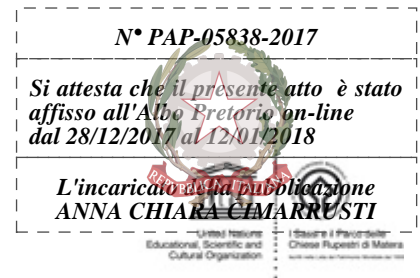 N° PAP-05838-2017
Si attesta che il presente atto è stato
affisso all'Albo Pretorio on-line
dal 28/12/2017 al 12/01/2018
L'incaricato della pubblicazione
ANNA CHIARA CIMARRUSTI
REPVBBLICA ITALIANA
United Nations
Educational, Scientific and
Cultural Organization
I Sassi e il Parco delle
Chiese Rupestri di Matera